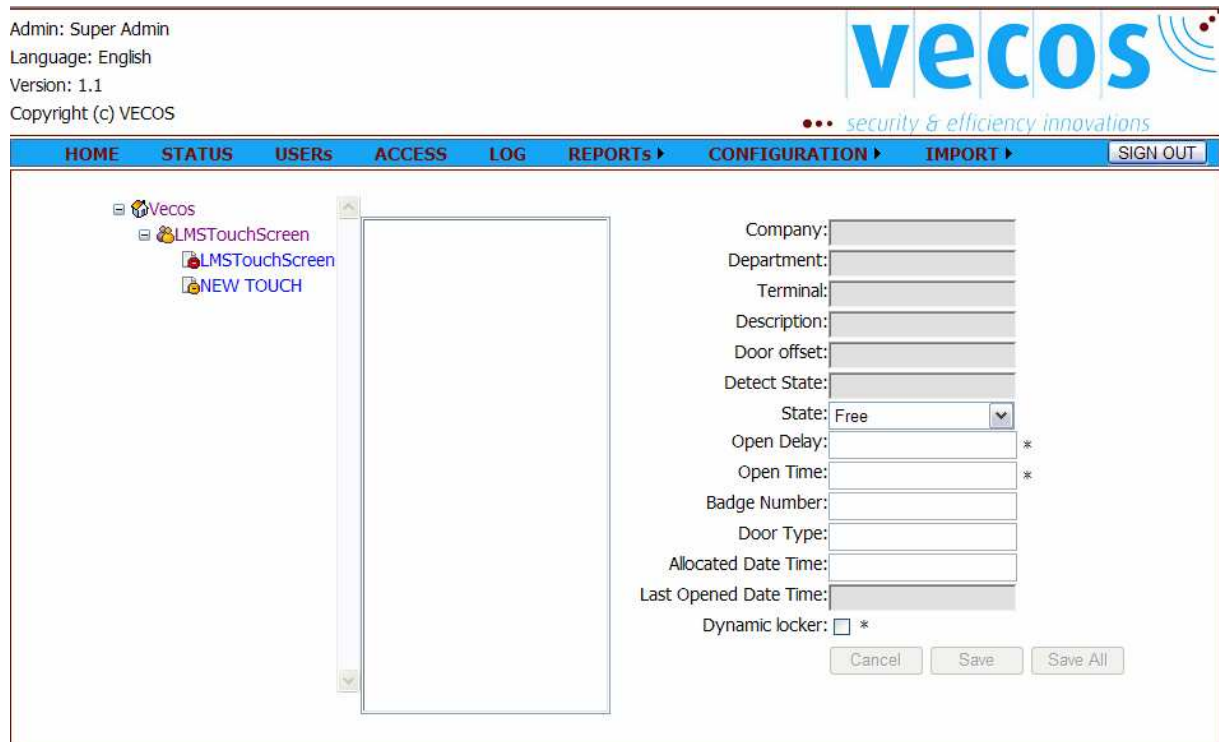 Admin: Super Admin
Language: English
Version: 1.1
Copyright (c) VECOS
vecos
security & efficiency innovations
HOME STATUS USERs ACCESS LOG REPORTs CONFIGURATION IMPORT SIGN OUT
Vecos
LMSTouchScreen
LMSTouchScreen
NEW TOUCH
Company:
Department:
Terminal:
Description:
Door offset:
Detect State:
State: Free
Open Delay: *
Open Time: *
Badge Number:
Door Type:
Allocated Date Time:
Last Opened Date Time:
Dynamic locker: *
Cancel Save Save All